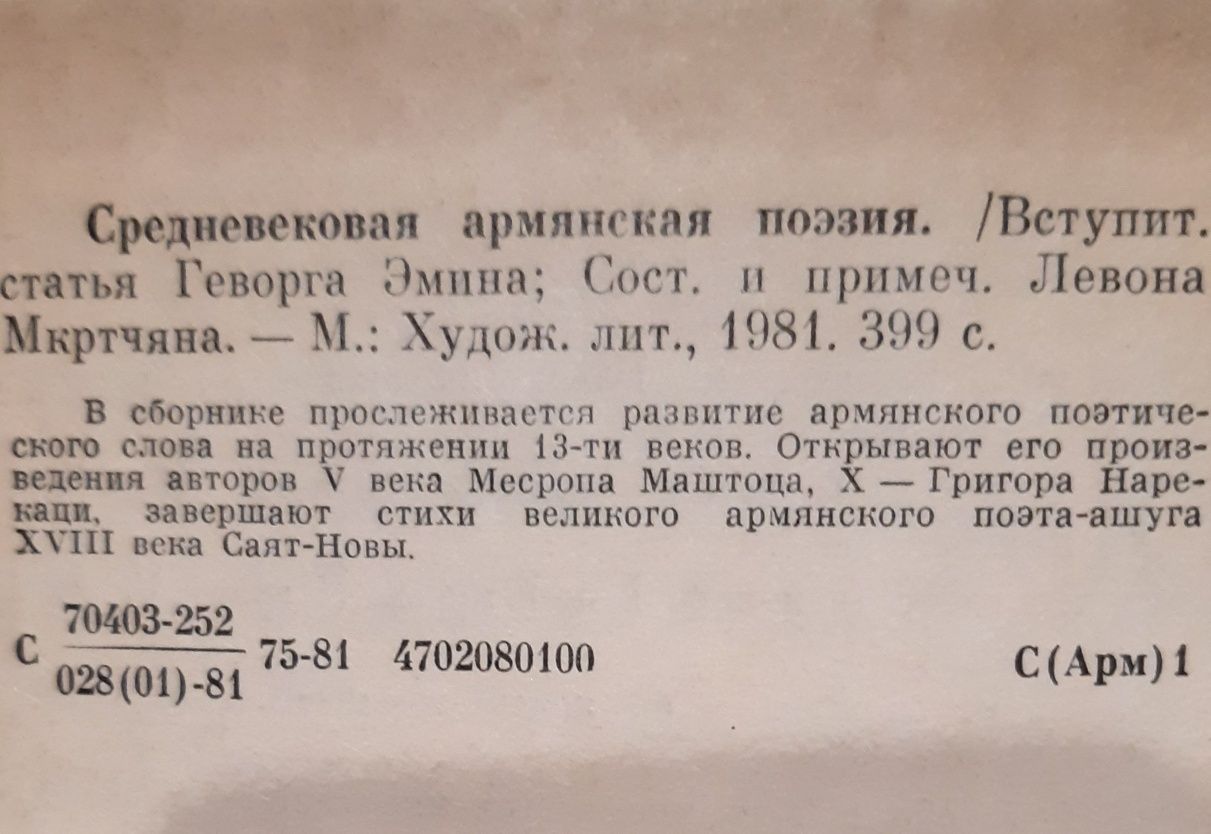 Средневековая армянская поэзия. /Вступит.
статья Геворга Эмина; Сост. и примеч. Левона
Мкртчяна. — М.: Худож. лит., 1981. 399 с.
В сборнике прослеживается развитие армянского поэтиче-
ского слова на протяжении 13-ти веков. Открывают его произ-
ведения авторов V века Месропа Маштоца, X — Григора Наре-
каци, завершают стихи великого армянского поэта-ашуга
XVIII века Саят-Новы.
С 70403-252
028(01)-81 75-81 4702080100
С(Арм)1